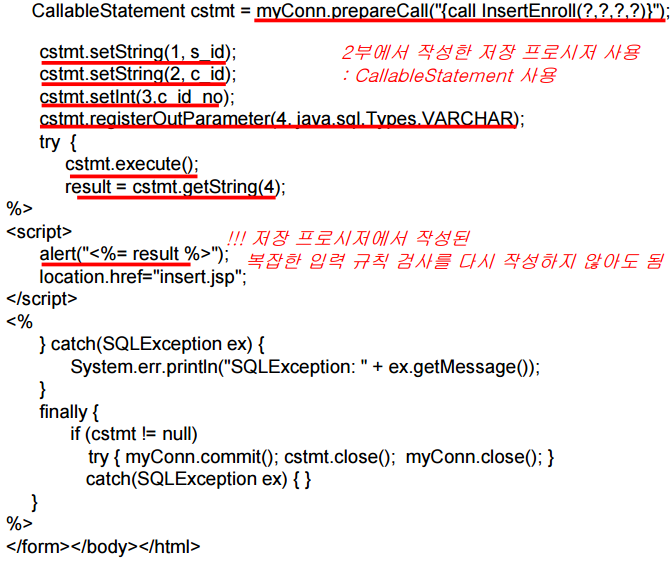 CallableStatement cstmt = myConn.prepareCall("{call InsertEnroll(?,?,?,?)}");
cstmt.setString(1, s_id);
2부에서 작성한 저장 프로시저 사용
cstmt.setString(2, c_id);
: CallableStatement 사용
cstmt.setInt(3,c_id_no);
cstmt.registerOutParameter(4, java.sql.Types.VARCHAR);
try {
cstmt.execute();
result = cstmt.getString(4);
%>
<script>
alert("<%= result %>");
!!! 저장 프로시저에서 작성된
복잡한 입력 규칙 검사를 다시 작성하지 않아도 됨
location.href="insert.jsp";
</script>
<%
} catch(SQLException ex) {
System.err.println("SQLException: " + ex.getMessage());
}
finally {
if (cstmt != null)
try { myConn.commit(); cstmt.close(); myConn.close(); }
catch(SQLException ex) { }
}
%>
</form></body></html>